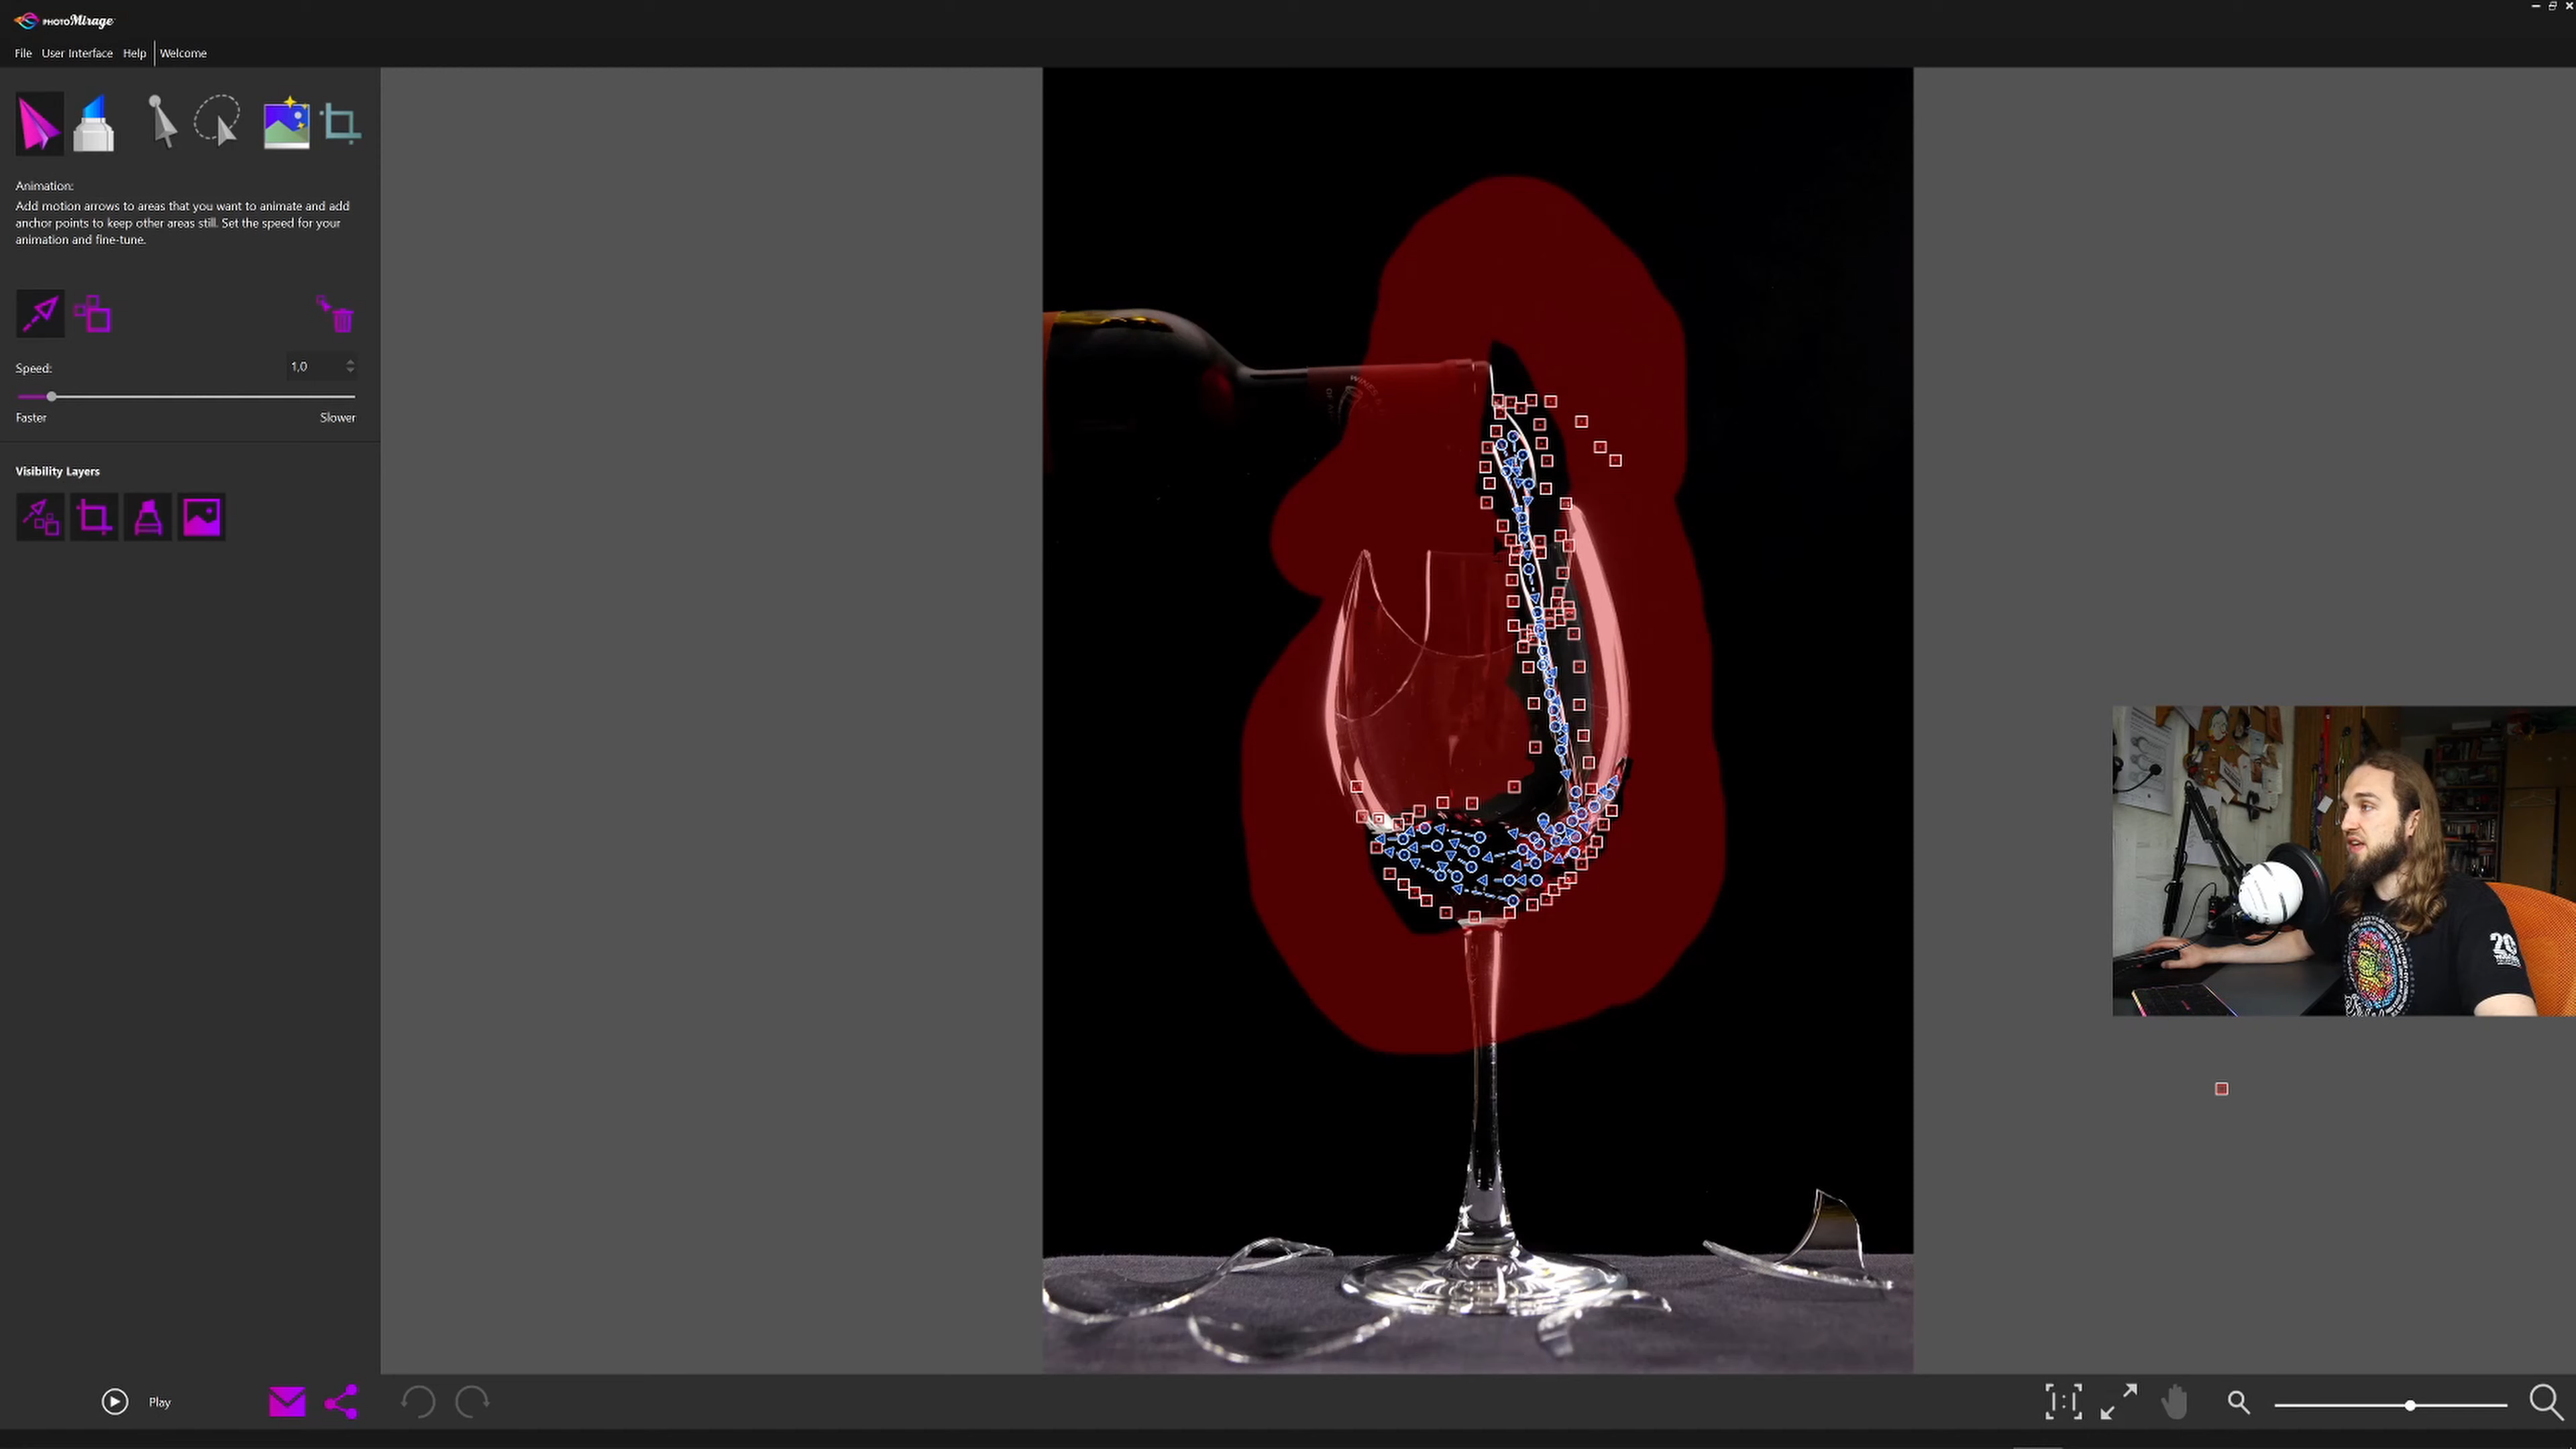 PHOTOMirage
File User Interface Help Welcome
Animation:
Add motion arrows to areas that you want to animate and add
anchor points to keep other areas still. Set the speed for your
animation and fine-tune.
Speed: 1,0
Faster Slower
Visibility Layers
WINES
20
Play